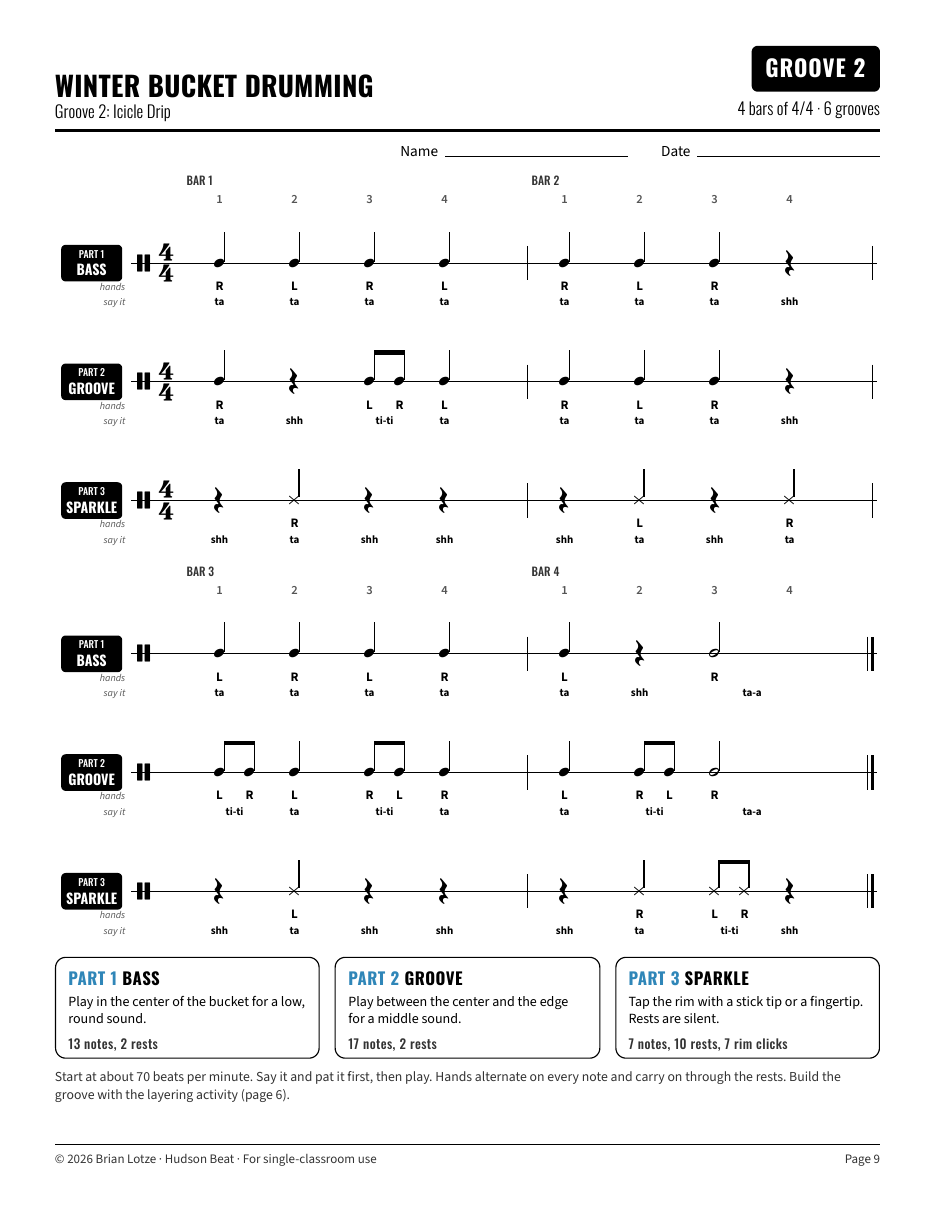 WINTER BUCKET DRUMMING
Groove 2: Icicle Drip
GROOVE 2
4 bars of 4/4 · 6 grooves
Name
Date
BAR 1 BAR 2
1 2 3 4 1 2 3 4
PART 1
BASS
4
4
hands R L R L R L R
say it ta ta ta ta ta ta ta shh
PART 2
GROOVE
4
4
hands R L R L R L R
say it ta shh ti-ti ta ta ta ta shh
PART 3
SPARKLE
4
4
hands R L R
say it shh ta shh shh shh ta shh ta
BAR 3 BAR 4
1 2 3 4 1 2 3 4
PART 1
BASS
hands L R L R L R
say it ta ta ta ta ta shh ta-a
PART 2
GROOVE
hands L R L R L R L R L R
say it ti-ti ta ti-ti ta ta ti-ti ta-a
PART 3
SPARKLE
hands L R L R
say it shh ta shh shh shh ta ti-ti shh
PART 1 BASS
Play in the center of the bucket for a low,
round sound.
13 notes, 2 rests
PART 2 GROOVE
Play between the center and the edge
for a middle sound.
17 notes, 2 rests
PART 3 SPARKLE
Tap the rim with a stick tip or a fingertip.
Rests are silent.
7 notes, 10 rests, 7 rim clicks
Start at about 70 beats per minute. Say it and pat it first, then play. Hands alternate on every note and carry on through the rests. Build the
groove with the layering activity (page 6).
© 2026 Brian Lotze · Hudson Beat · For single-classroom use
Page 9